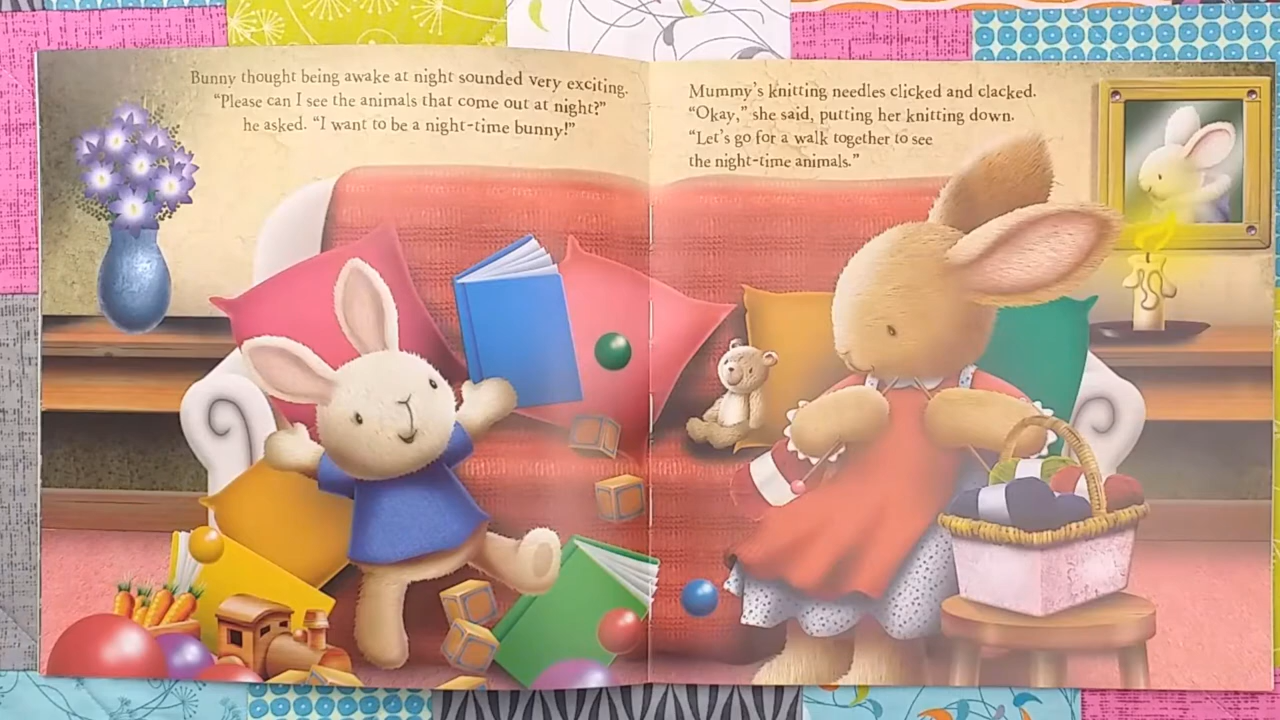 Bunny thought being awake at night sounded very exciting.
“Please can I see the animals that come out at night?”
he asked. “I want to be a night-time bunny!”
Mummy’s knitting needles clicked and clacked.
“Okay,” she said, putting her knitting down.
“Let’s go for a walk together to see
the night-time animals.”